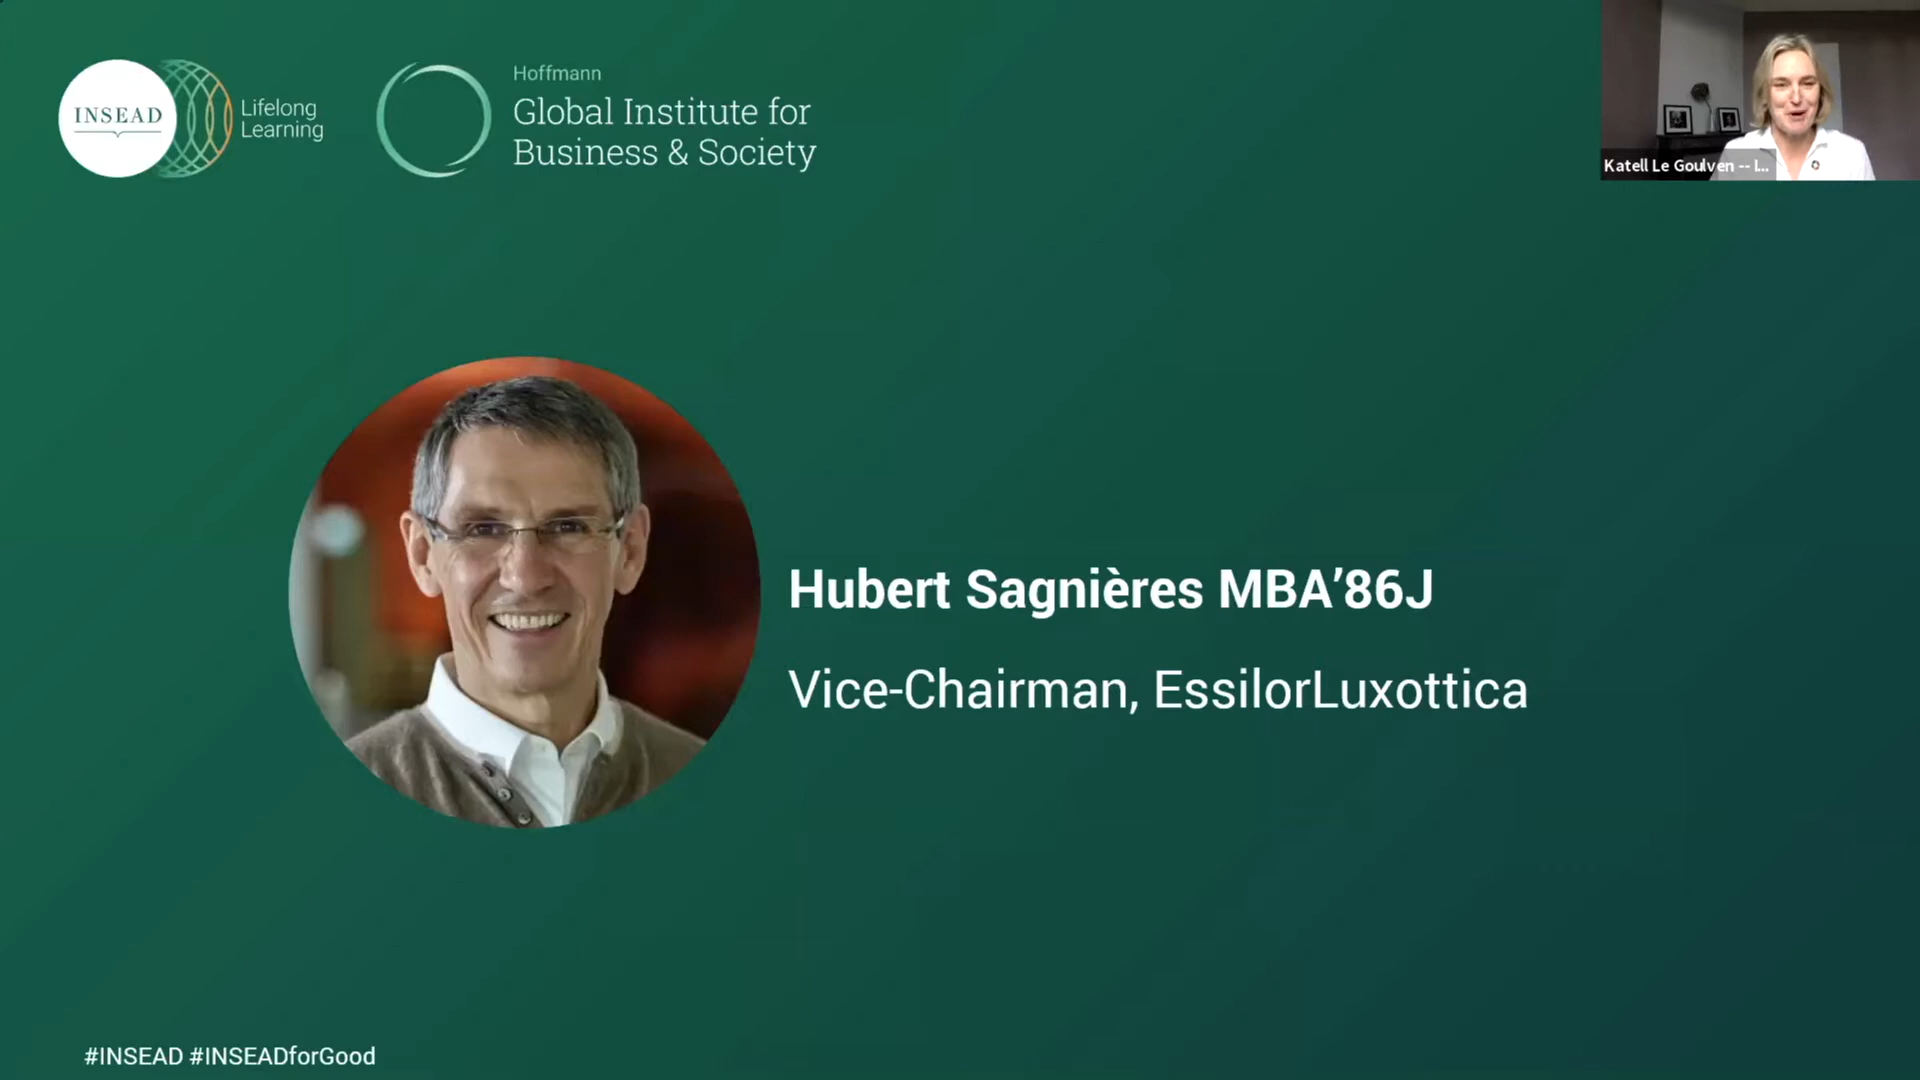 INSEAD
Lifelong
Learning
Hoffmann
Global Institute for
Business & Society
Katell Le Goulven -- I...
Hubert Sagnières MBA’86J
Vice-Chairman, EssilorLuxottica
#INSEAD #INSEADforGood